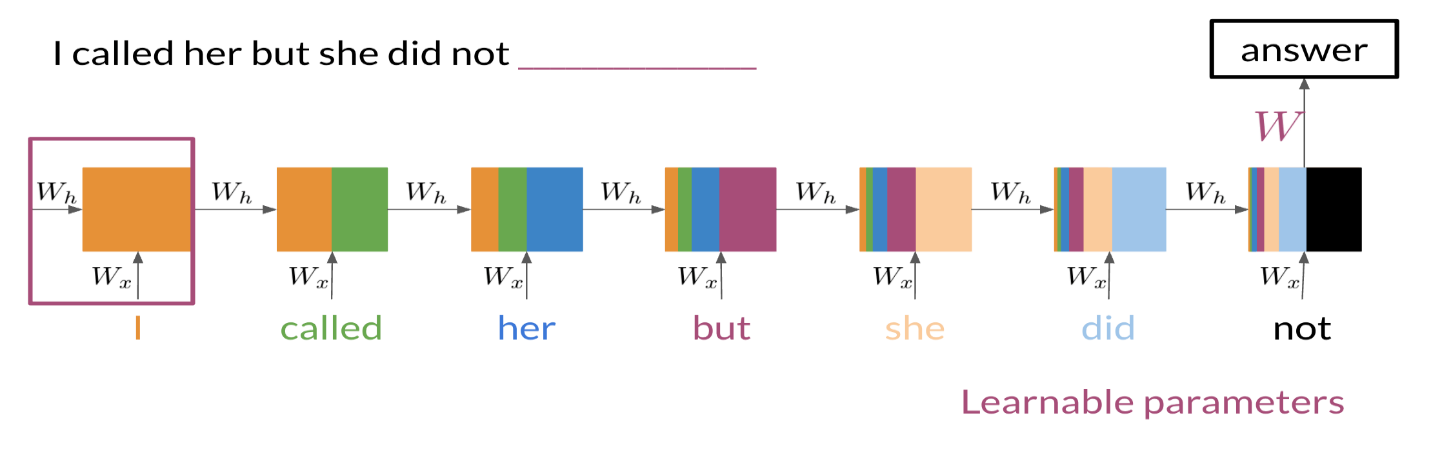 I called her but she did not ______________
answer
W
W_h W_h W_h W_h W_h W_h W_h
W_x W_x W_x W_x W_x W_x W_x
I called her but she did not
Learnable parameters